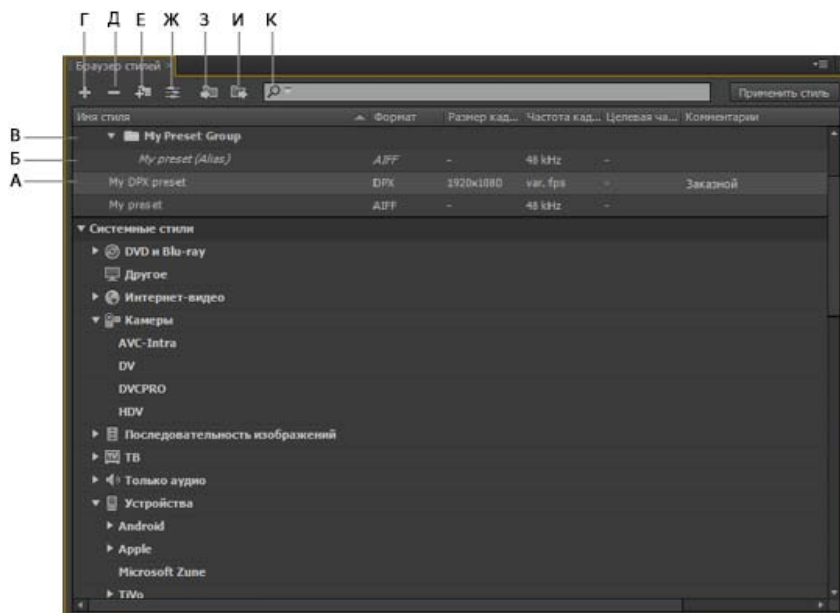 Г Д Е Ж З И К
Браузер стилей
Применить стиль
Имя стиля Формат Размер кад... Частота кад... Целевая ча... Комментарии
В My Preset Group
Б My preset (Alias) AIFF - 48 kHz -
А My DPX preset DPX 1920x1080 var. fps - Заказной
My preset AIFF - 48 kHz -
Системные стили
DVD и Blu-ray
Другое
Интернет-видео
Камеры
AVC-Intra
DV
DVCPRO
HDV
Последовательность изображений
ТВ
Только аудио
Устройства
Android
Apple
Microsoft Zune
TiVo